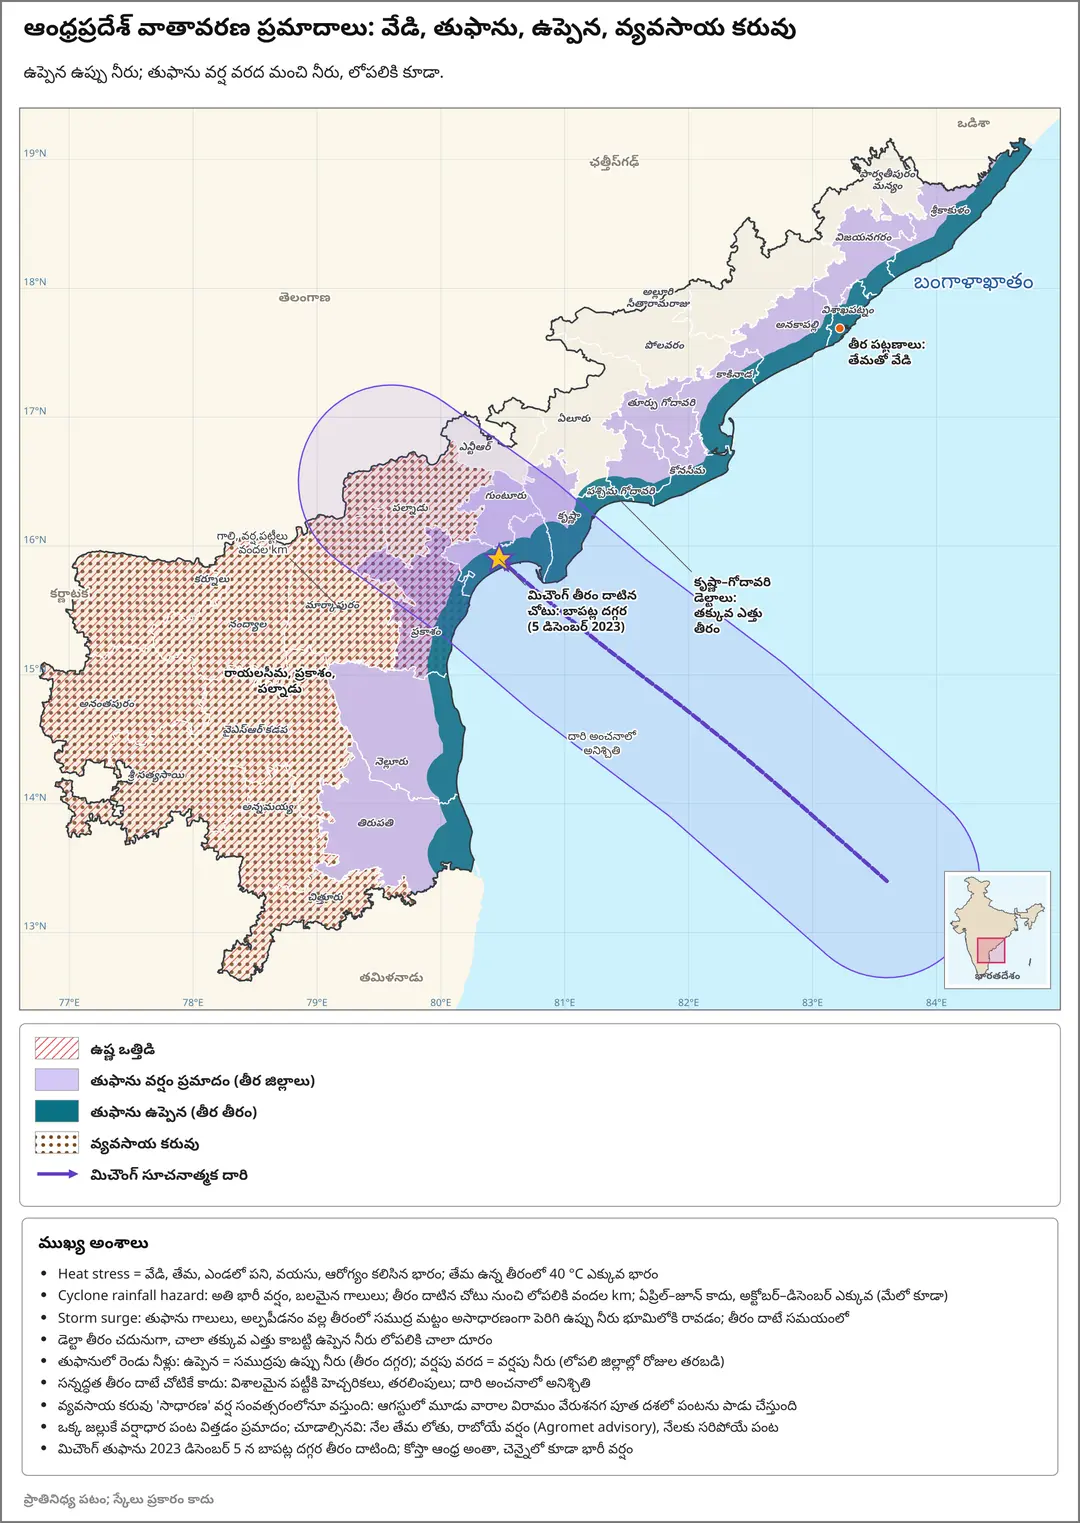 ఆంధ్రప్రదేశ్ వాతావరణ ప్రమాదాలు: వేడి, తుఫాను, ఉప్పెన, వ్యవసాయ కరువు
ఉప్పెన ఉప్పు నీరు; తుఫాను వర్ష వరద మంచి నీరు, లోపలికి కూడా.
ఒడిశా
19°N
ఛత్తీస్‌గఢ్
పార్వతీపురం
మన్యం
శ్రీకాకుళం
విజయనగరం
18°N
బంగాళాఖాతం
తెలంగాణ
అల్లూరి
సీతారామరాజు
విశాఖపట్నం
అనకాపల్లి
తీర పట్టణాలు:
తేమతో వేడి
పోలవరం
కాకినాడ
17°N
తూర్పు గోదావరి
ఏలూరు
ఎన్టీఆర్
కోనసీమ
పశ్చిమ గోదావరి
గుంటూరు
పల్నాడు
కృష్ణా
16°N
గాలి, వర్ష పట్టీలు
వందల km
కర్నూలు
కర్ణాటక
కృష్ణా–గోదావరి
డెల్టాలు:
తక్కువ ఎత్తు
తీరం
మిచౌంగ్ తీరం దాటిన
చోటు: బాపట్ల దగ్గర
(5 డిసెంబర్ 2023)
మార్కాపురం
నంద్యాల
ప్రకాశం
15°N
రాయలసీమ, ప్రకాశం,
పల్నాడు
అనంతపురం
వైఎస్ఆర్ కడప
దారి అంచనాలో
అనిశ్చితి
నెల్లూరు
శ్రీ సత్యసాయి
14°N
అన్నమయ్య
తిరుపతి
చిత్తూరు
13°N
తమిళనాడు
భారతదేశం
77°E
78°E
79°E
80°E
81°E
82°E
83°E
84°E
ఉష్ణ ఒత్తిడి
తుఫాను వర్షం ప్రమాదం (తీర జిల్లాలు)
తుఫాను ఉప్పెన (తీర తీరం)
వ్యవసాయ కరువు
మిచౌంగ్ సూచనాత్మక దారి
ముఖ్య అంశాలు
• Heat stress = వేడి, తేమ, ఎండలో పని, వయసు, ఆరోగ్యం కలిసిన భారం; తేమ ఉన్న తీరంలో 40 °C ఎక్కువ భారం
• Cyclone rainfall hazard: అతి భారీ వర్షం, బలమైన గాలులు; తీరం దాటిన చోటు నుంచి లోపలికి వందల km; ఏప్రిల్–జూన్ కాదు, అక్టోబర్–డిసెంబర్ ఎక్కువ (మేలో కూడా)
• Storm surge: తుఫాను గాలులు, అల్పపీడనం వల్ల తీరంలో సముద్ర మట్టం అసాధారణంగా పెరిగి ఉప్పు నీరు భూమిలోకి రావడం; తీరం దాటే సమయంలో
• డెల్టా తీరం చదునుగా, చాలా తక్కువ ఎత్తు కాబట్టి ఉప్పెన నీరు లోపలికి చాలా దూరం
• తుఫానులో రెండు నీళ్లు: ఉప్పెన = సముద్రపు ఉప్పు నీరు (తీరం దగ్గర); వర్షపు వరద = వర్షపు నీరు (లోపలి జిల్లాల్లో రోజుల తరబడి)
• సన్నద్ధత తీరం దాటే చోటికే కాదు: విశాలమైన పట్టీకి హెచ్చరికలు, తరలింపులు; దారి అంచనాలో అనిశ్చితి
• వ్యవసాయ కరువు 'సాధారణ' వర్ష సంవత్సరంలోనూ వస్తుంది: ఆగస్టులో మూడు వారాల విరామం వేరుశనగ పూత దశలో పంటను పాడు చేస్తుంది
• ఒక్క జల్లుకే వర్షాధార పంట విత్తడం ప్రమాదం; చూడాల్సినవి: నేల తేమ లోతు, రాబోయే వర్షం (Agromet advisory), నేలకు సరిపోయే పంట
• మిచౌంగ్ తుఫాను 2023 డిసెంబర్ 5 న బాపట్ల దగ్గర తీరం దాటింది; కోస్తా ఆంధ్ర అంతా, చెన్నైలో కూడా భారీ వర్షం
ప్రాతినిధ్య పటం; స్కేలు ప్రకారం కాదు